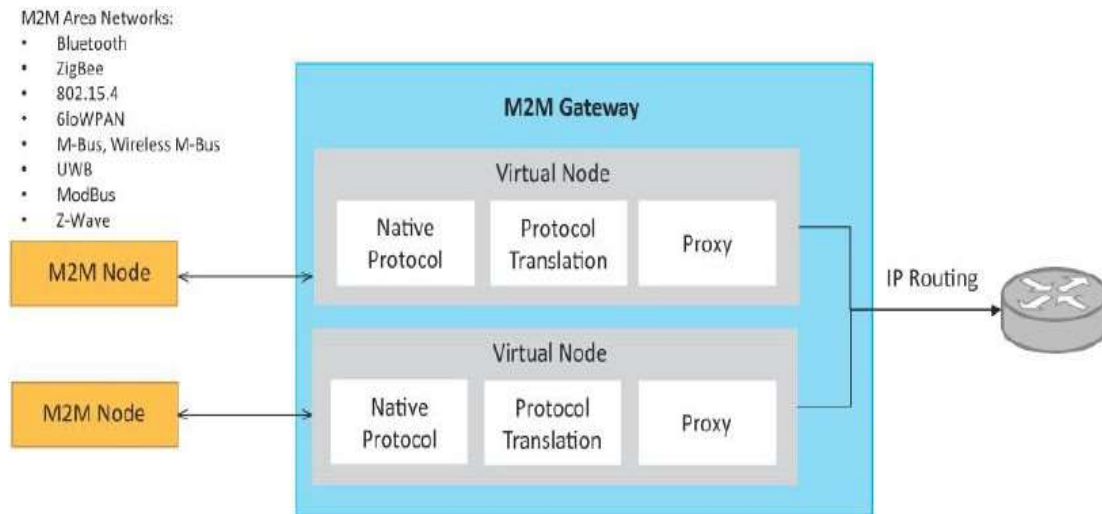 M2M Area Networks:
• Bluetooth
• ZigBee
• 802.15.4
• 6loWPAN
• M-Bus, Wireless M-Bus
• UWB
• ModBus
• Z-Wave
M2M Gateway
Virtual Node
Native
Protocol
Protocol
Translation
Proxy
M2M Node
IP Routing
Virtual Node
Native
Protocol
Protocol
Translation
Proxy
M2M Node